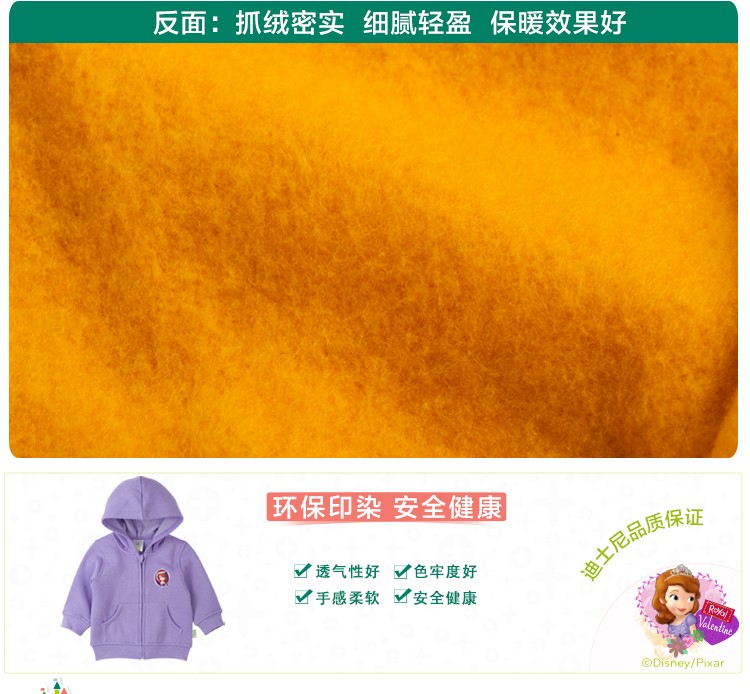 反面：抓绒密实 细腻轻盈 保暖效果好
环保印染 安全健康
透气性好 色牢度好
手感柔软 安全健康
迪士尼品质保证
Royal
Valentine
©Disney/Pixar